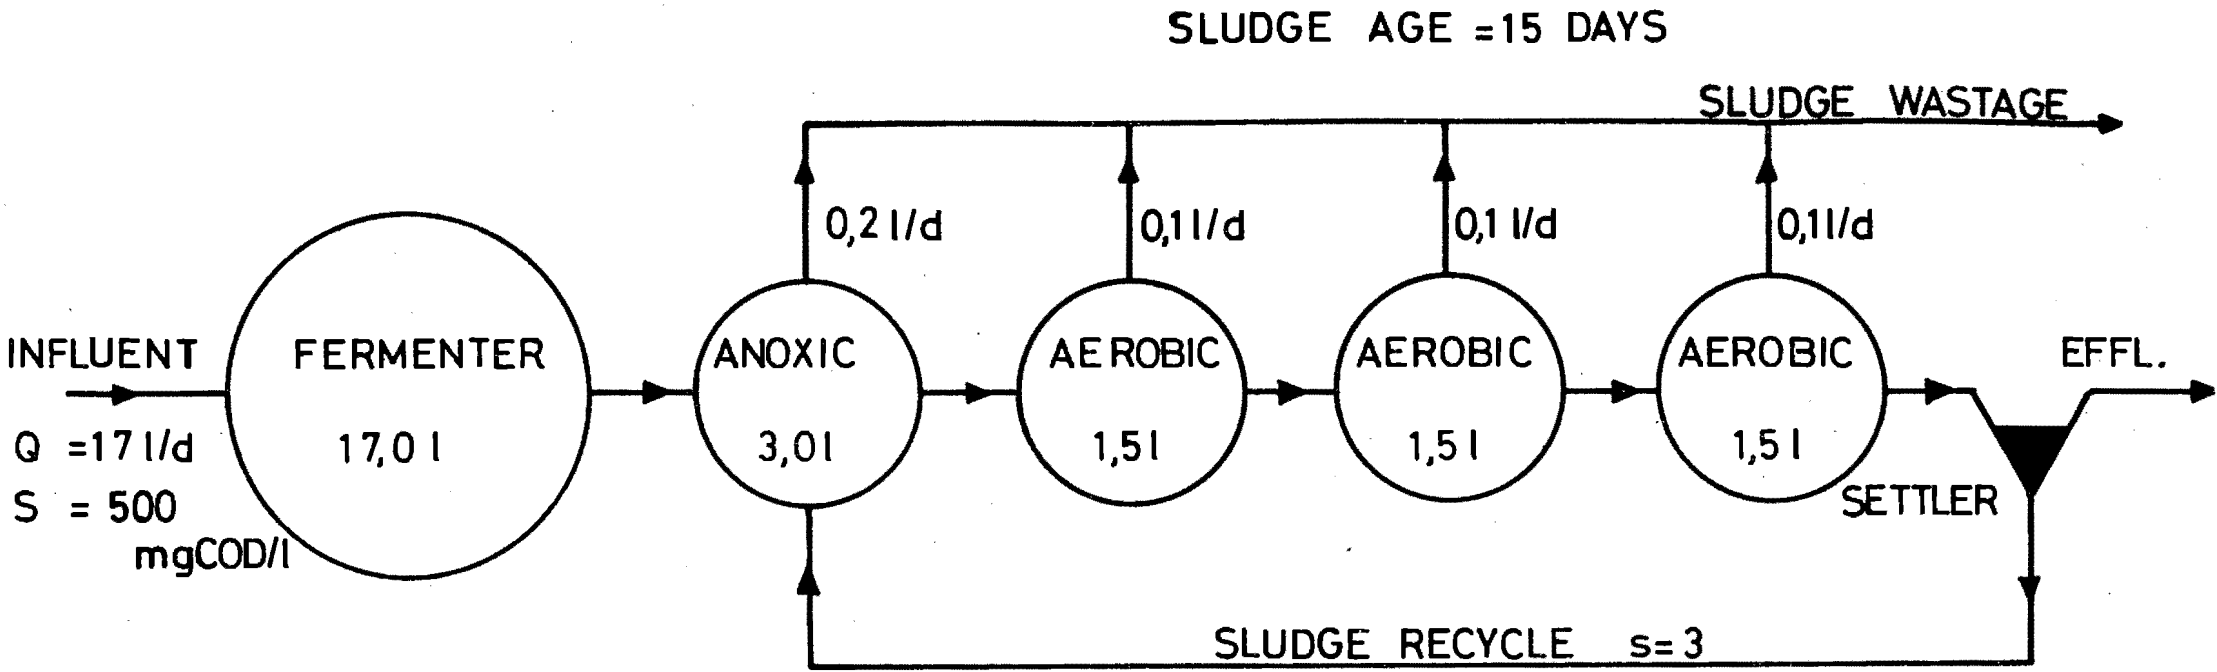 SLUDGE AGE =15 DAYS
SLUDGE WASTAGE
0,2 l/d
0,1 l/d
0,1 l/d
0,1 l/d
INFLUENT
FERMENTER
ANOXIC
AEROBIC
AEROBIC
AEROBIC
EFFL.
Q =17 l/d
17,0 l
3,0 l
1,5 l
1,5 l
1,5 l
S = 500
mgCOD/l
SETTLER
SLUDGE RECYCLE s=3